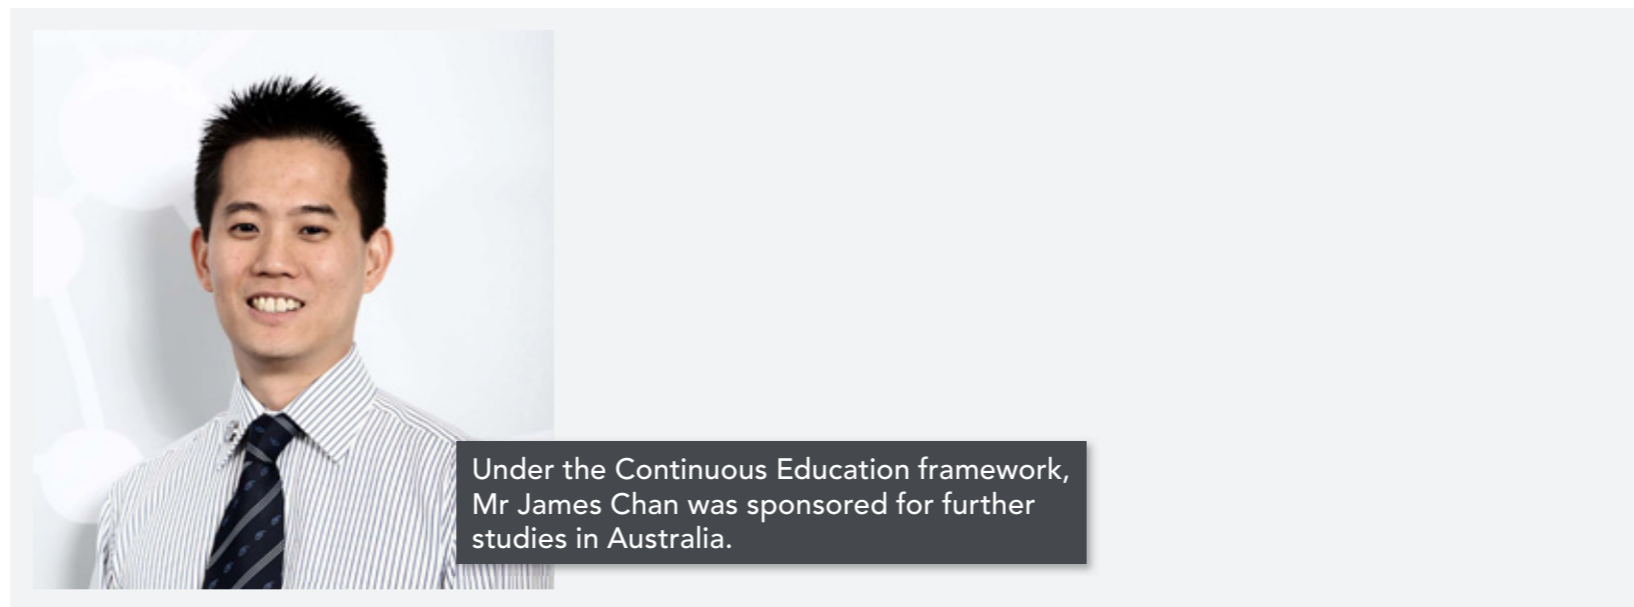 Under the Continuous Education framework,
Mr James Chan was sponsored for further
studies in Australia.